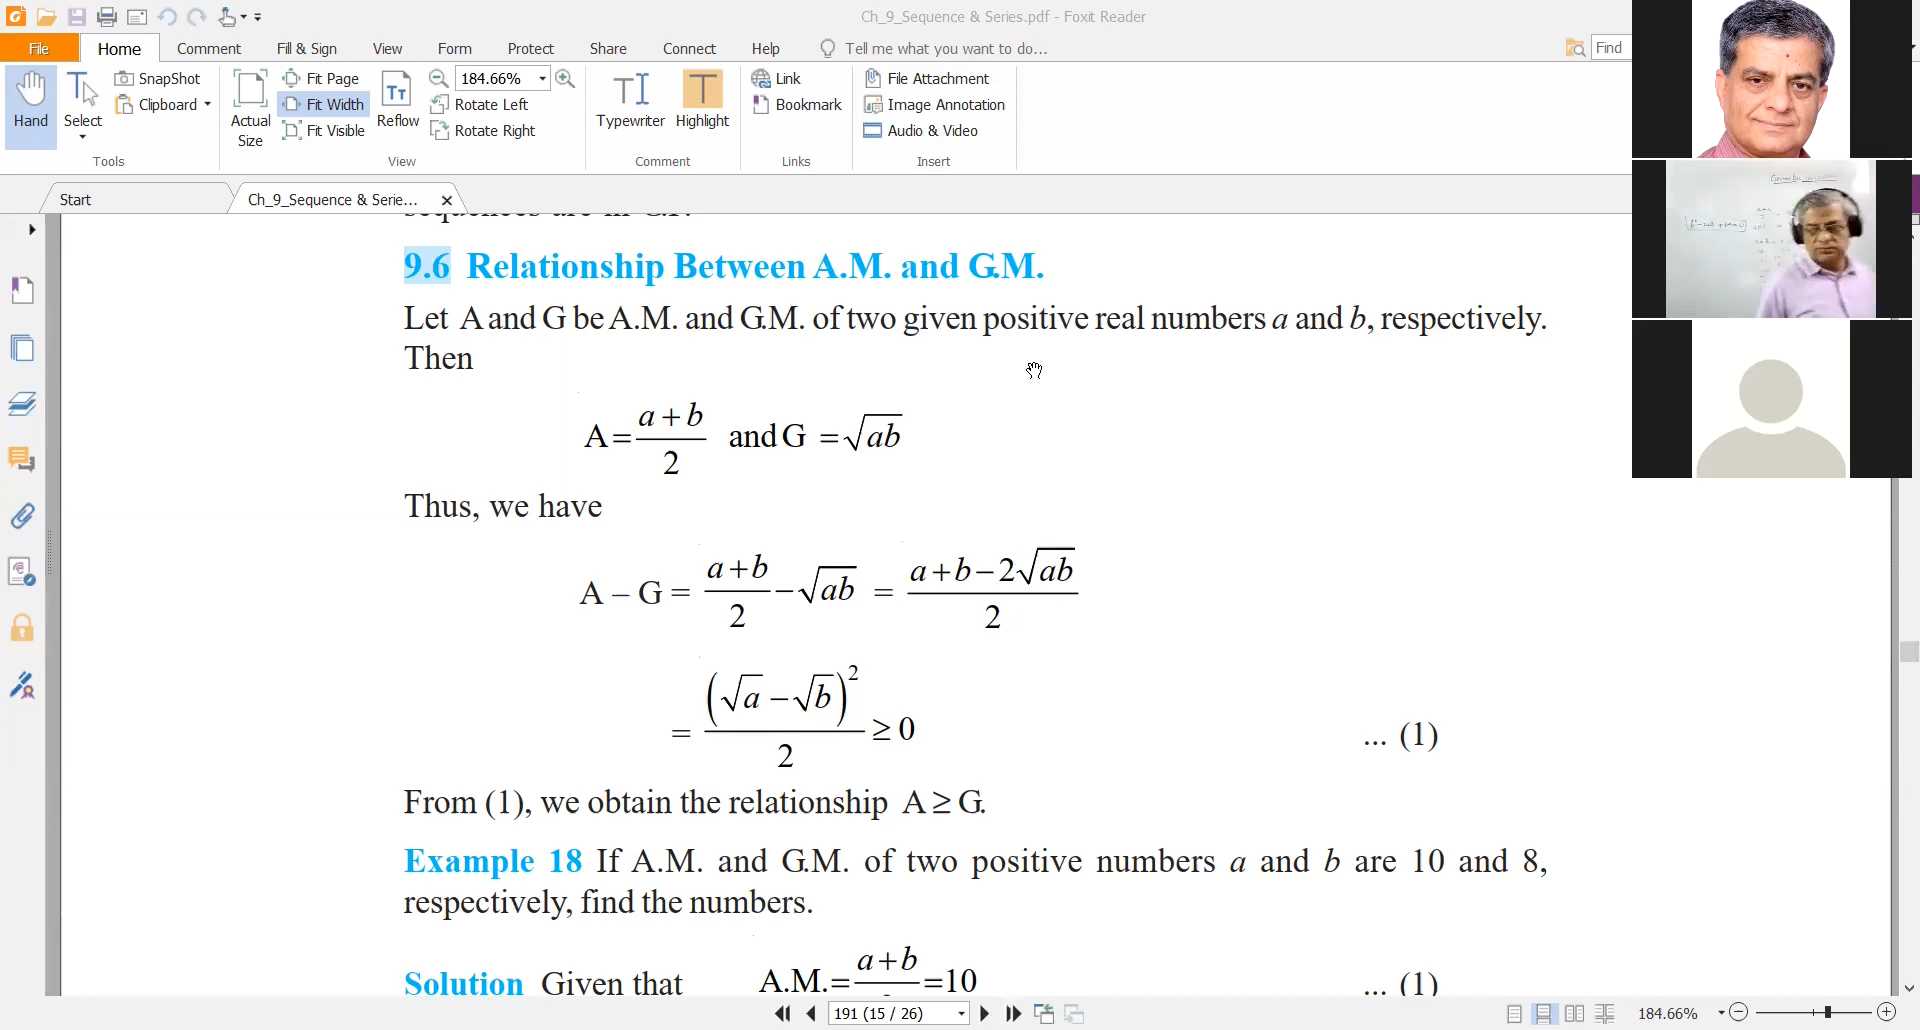 Ch_9_Sequence & Series.pdf - Foxit Reader
File Home Comment Fill & Sign View Form Protect Share Connect Help Tell me what you want to do... Find
Hand Select SnapShot Clipboard
Tools
Actual Size Fit Page Fit Width Fit Visible Reflow 184.66% Rotate Left Rotate Right
View
Typewriter Highlight
Comment
Link Bookmark
Links
File Attachment Image Annotation Audio & Video
Insert
Start Ch_9_Sequence & Serie...
9.6 Relationship Between A.M. and G.M.
Let A and G be A.M. and G.M. of two given positive real numbers a and b, respectively.
Then
A = (a + b)/2 and G = √ab
Thus, we have
A – G = (a + b)/2 − √ab = (a + b − 2√ab)/2
= (√a − √b)²/2 ≥ 0 ... (1)
From (1), we obtain the relationship A ≥ G.
Example 18 If A.M. and G.M. of two positive numbers a and b are 10 and 8,
respectively, find the numbers.
Solution Given that A.M. = a + b = 10 ... (1)
191 (15 / 26) 184.66%